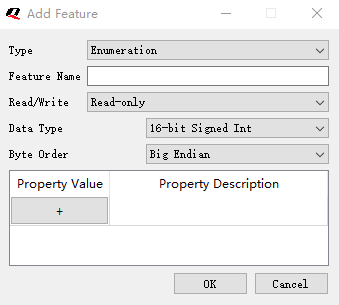 Add Feature
Type Enumeration
Feature Name
Read/Write Read-only
Data Type 16-bit Signed Int
Byte Order Big Endian
Property Value Property Description
+
OK Cancel